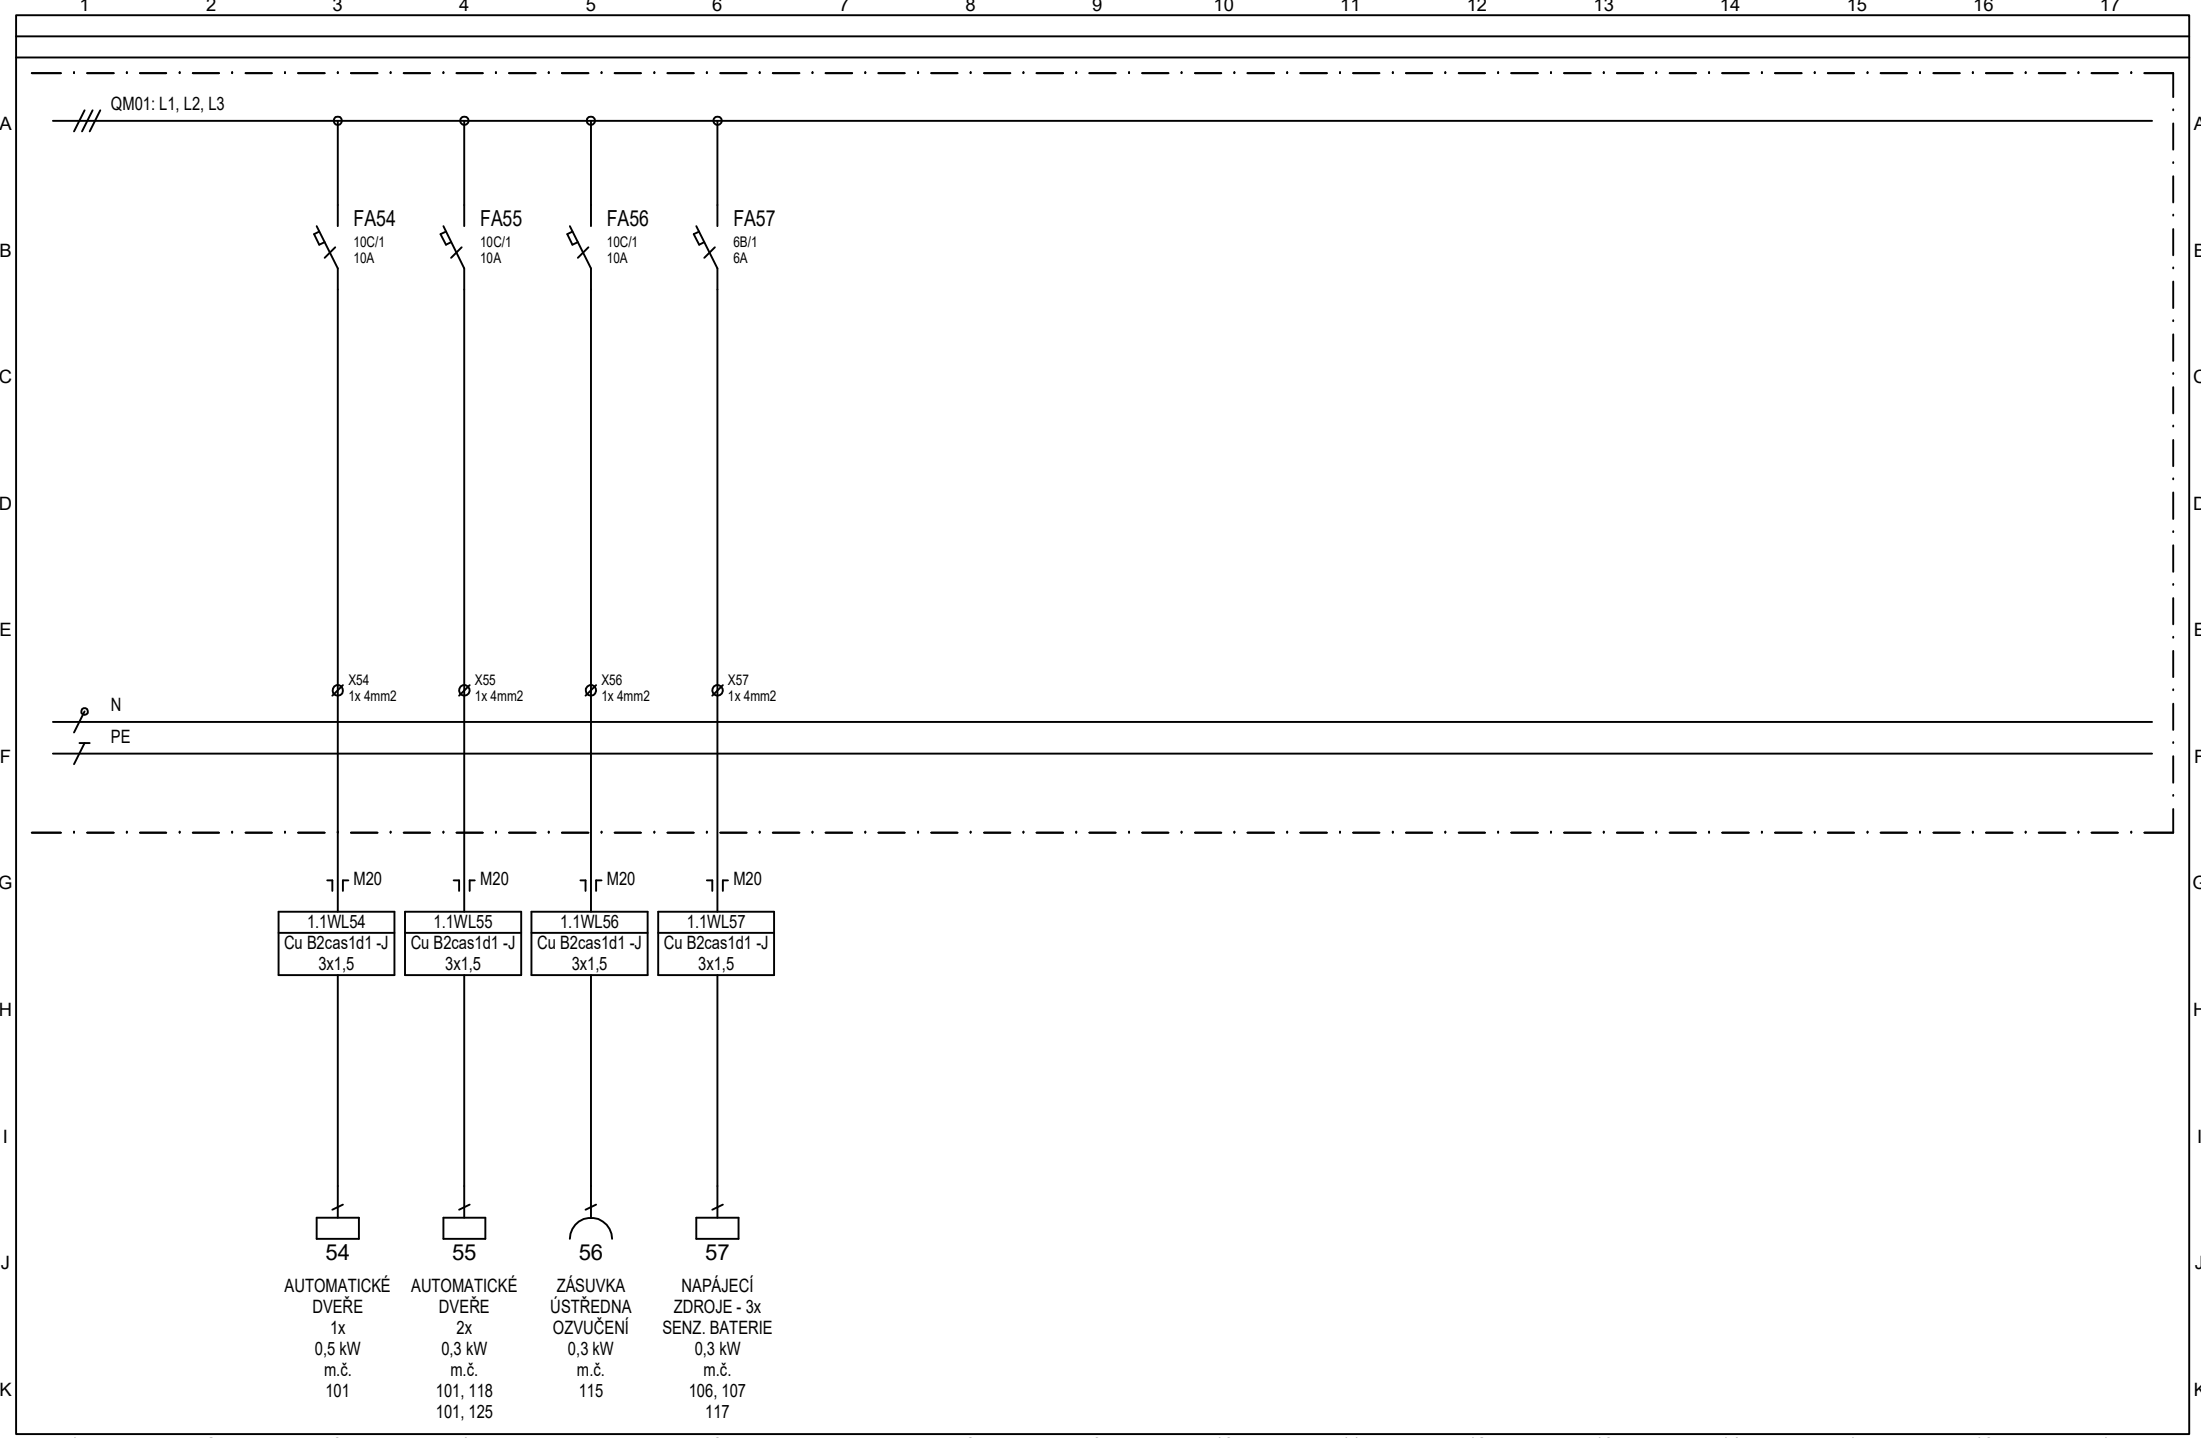 1 2 3 4 5 6 7 8 9 10 11 12 13 14 15 16 17
QM01: L1, L2, L3
A A
FA54 FA55 FA56 FA57
10C/1 10C/1 10C/1 6B/1
B B
10A 10A 10A 6A
C C
D D
E E
X54 X55 X56 X57
1x 4mm2 1x 4mm2 1x 4mm2 1x 4mm2
N
PE
F F
G G
M20 M20 M20 M20
1.1WL54 1.1WL55 1.1WL56 1.1WL57
Cu B2cas1d1 -J Cu B2cas1d1 -J Cu B2cas1d1 -J Cu B2cas1d1 -J
3x1,5 3x1,5 3x1,5 3x1,5
H H
I I
54 55 56 57
J J
AUTOMATICKÉ AUTOMATICKÉ ZÁSUVKA NAPÁJECÍ
DVEŘE DVEŘE ÚSTŘEDNA ZDROJE - 3x
1x 2x OZVUČENÍ SENZ. BATERIE
0,5 kW 0,3 kW 0,3 kW 0,3 kW
m.č. m.č. m.č. m.č.
K K
101 101, 118 115 106, 107
101, 125 117